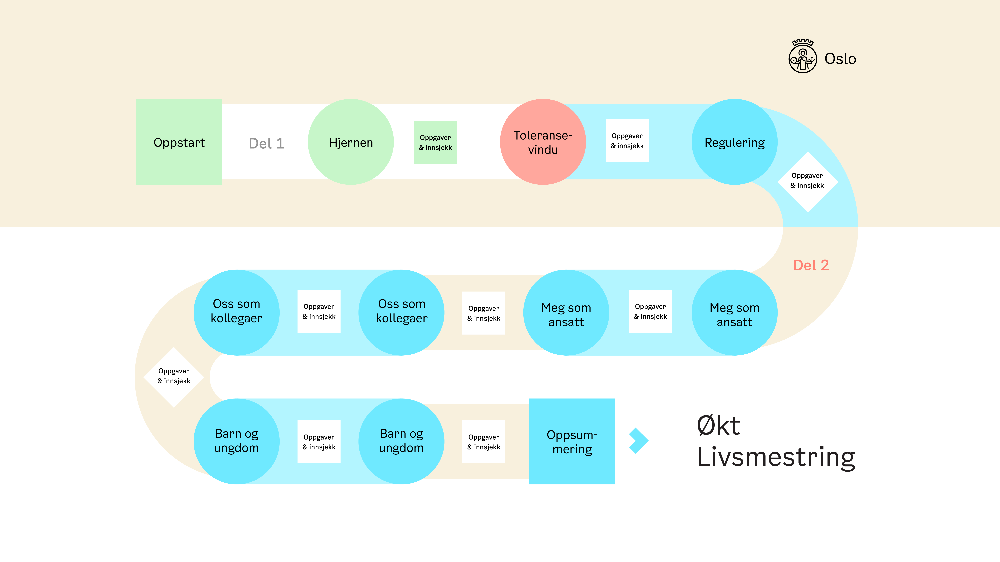 Oslo
Oppstart
Del 1
Hjernen
Oppgaver
& innsjekk
Toleranse-
vindu
Oppgaver
& innsjekk
Regulering
Oppgaver
& innsjekk
Del 2
Meg som
ansatt
Oppgaver
& innsjekk
Meg som
ansatt
Oppgaver
& innsjekk
Oss som
kollegaer
Oppgaver
& innsjekk
Oss som
kollegaer
Oppgaver
& innsjekk
Barn og
ungdom
Oppgaver
& innsjekk
Barn og
ungdom
Oppgaver
& innsjekk
Oppsum-
mering
Økt
Livsmestring